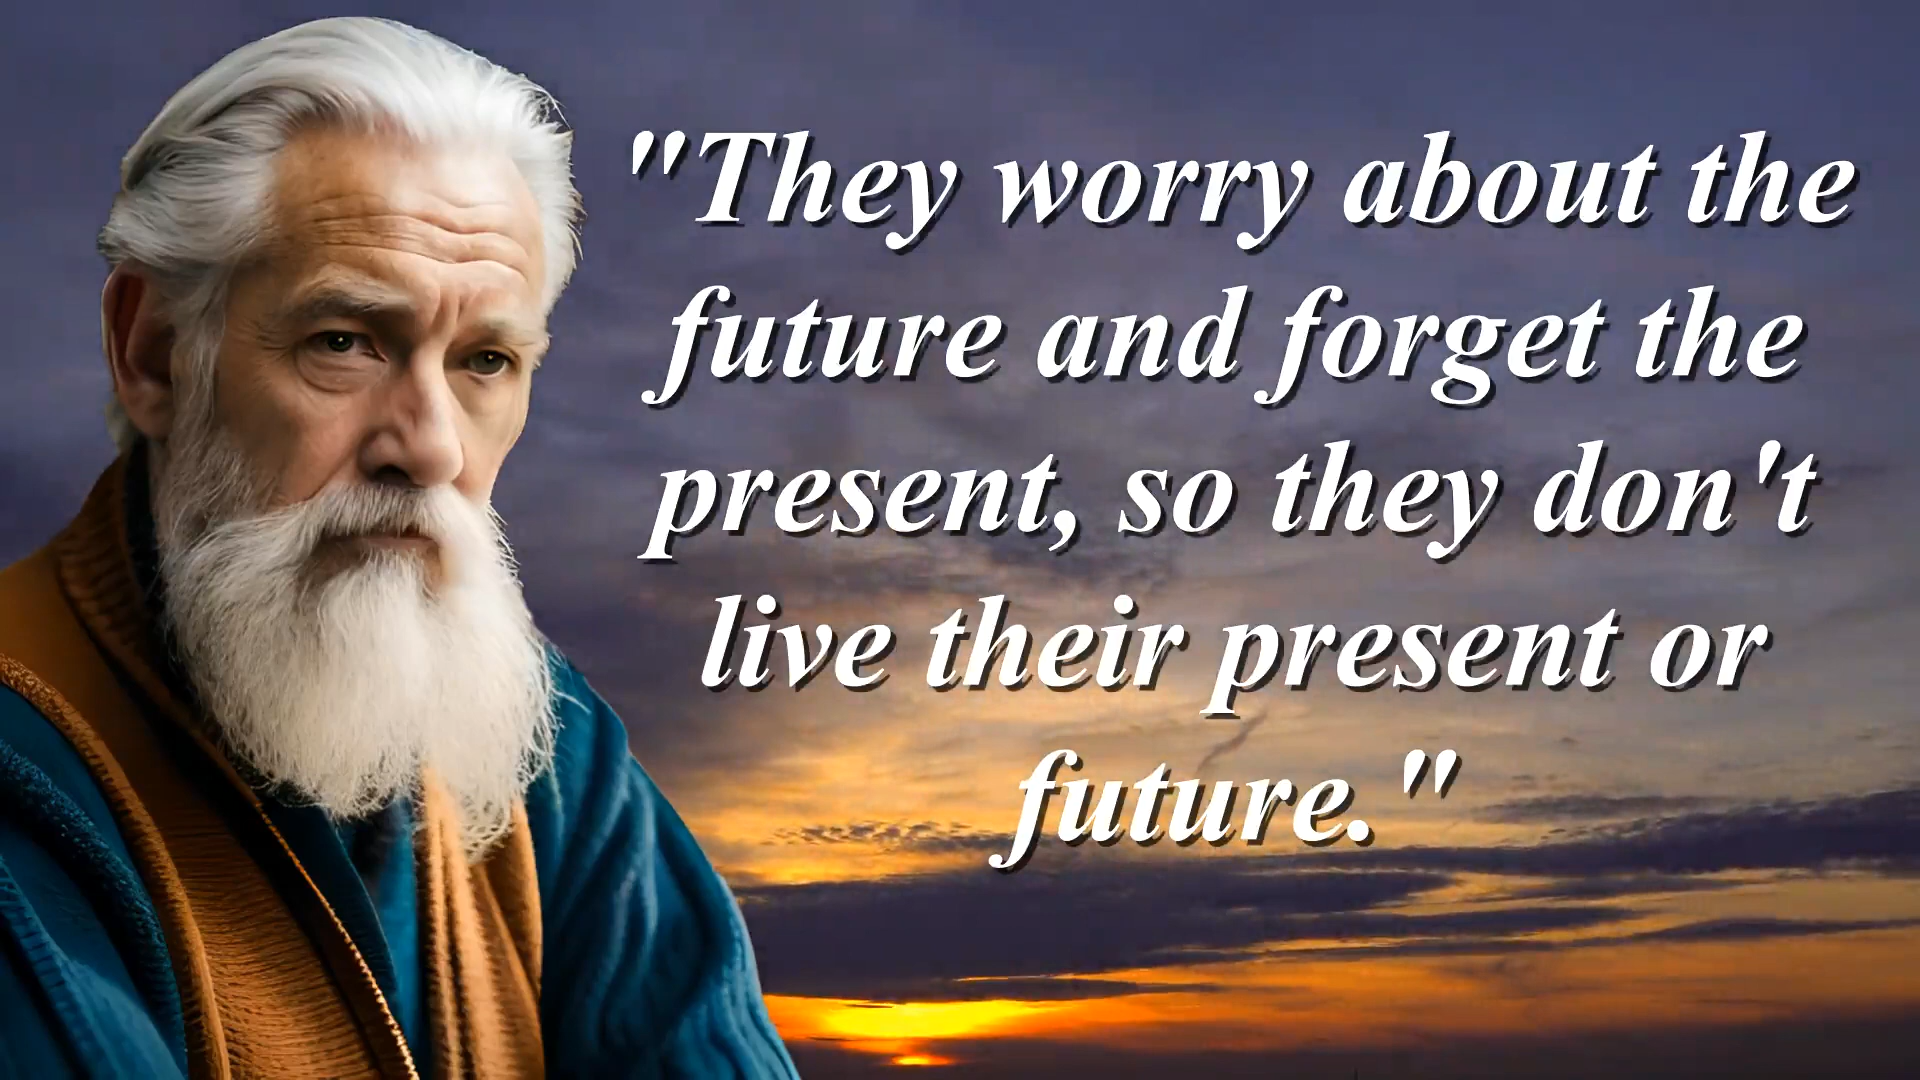 "They worry about the
future and forget the
present, so they don't
live their present or
future."